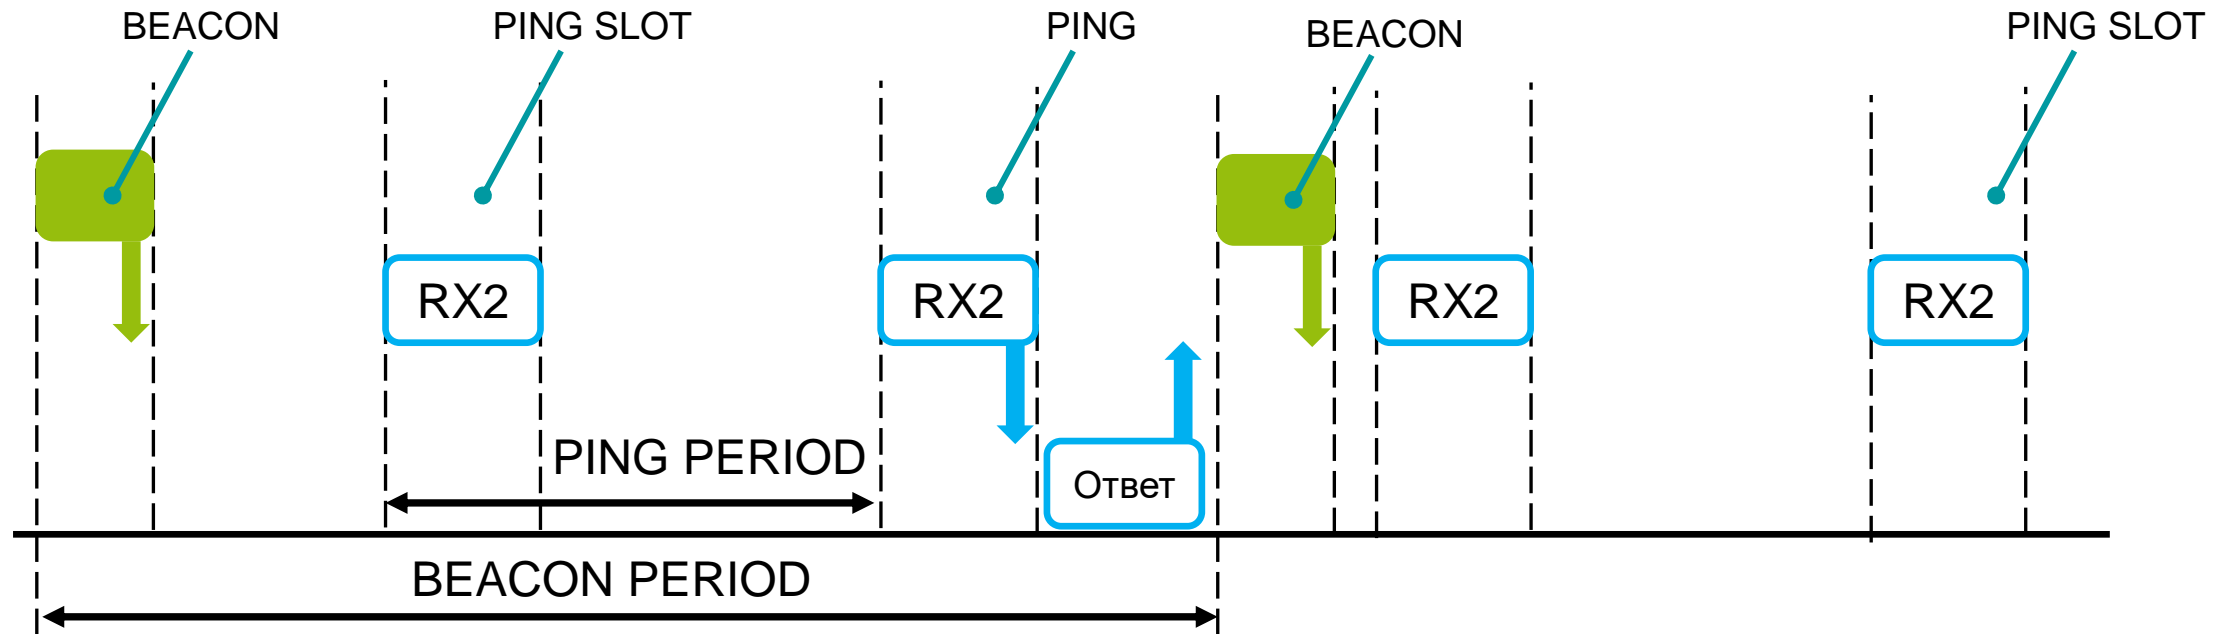 BEACON
PING SLOT
PING
BEACON
PING SLOT
RX2
RX2
RX2
RX2
PING PERIOD
Ответ
BEACON PERIOD